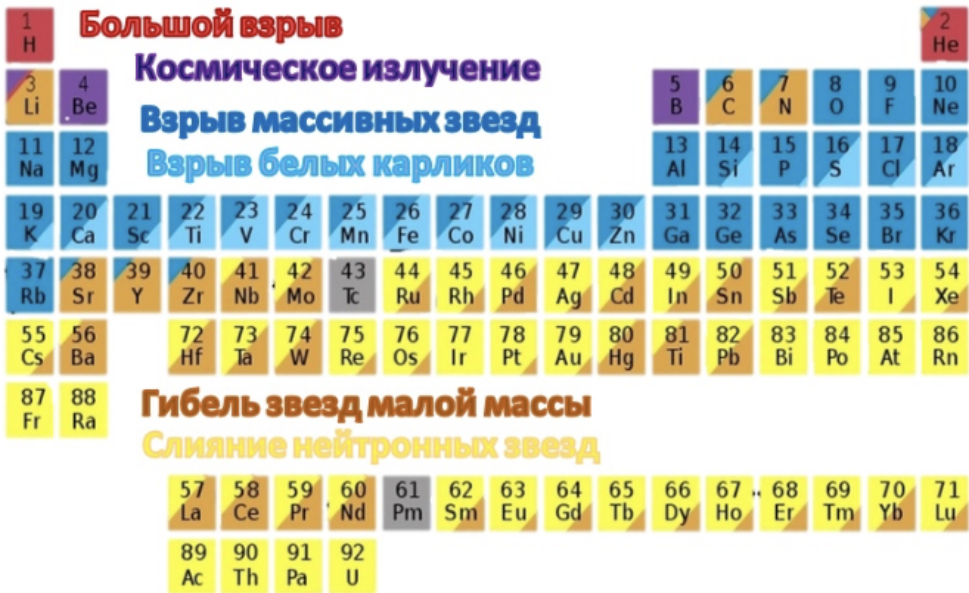 1 Большой взрыв 2
H He
Космическое излучение
3 4 5 6 7 8 9 10
Li Be B C N O F Ne
Взрыв массивных звезд
11 12 13 14 15 16 17 18
Na Mg Al Si P S Cl Ar
Взрыв белых карликов
19 20 21 22 23 24 25 26 27 28 29 30 31 32 33 34 35 36
K Ca Sc Ti V Cr Mn Fe Co Ni Cu Zn Ga Ge As Se Br Kr
37 38 39 40 41 42 43 44 45 46 47 48 49 50 51 52 53 54
Rb Sr Y Zr Nb Mo Tc Ru Rh Pd Ag Cd In Sn Sb Te I Xe
55 56 72 73 74 75 76 77 78 79 80 81 82 83 84 85 86
Cs Ba Hf Ta W Re Os Ir Pt Au Hg Ti Pb Bi Po At Rn
87 88
Fr Ra
Гибель звезд малой массы
Слияние нейтронных звезд
57 58 59 60 61 62 63 64 65 66 67 68 69 70 71
La Ce Pr Nd Pm Sm Eu Gd Tb Dy Ho Er Tm Yb Lu
89 90 91 92
Ac Th Pa U